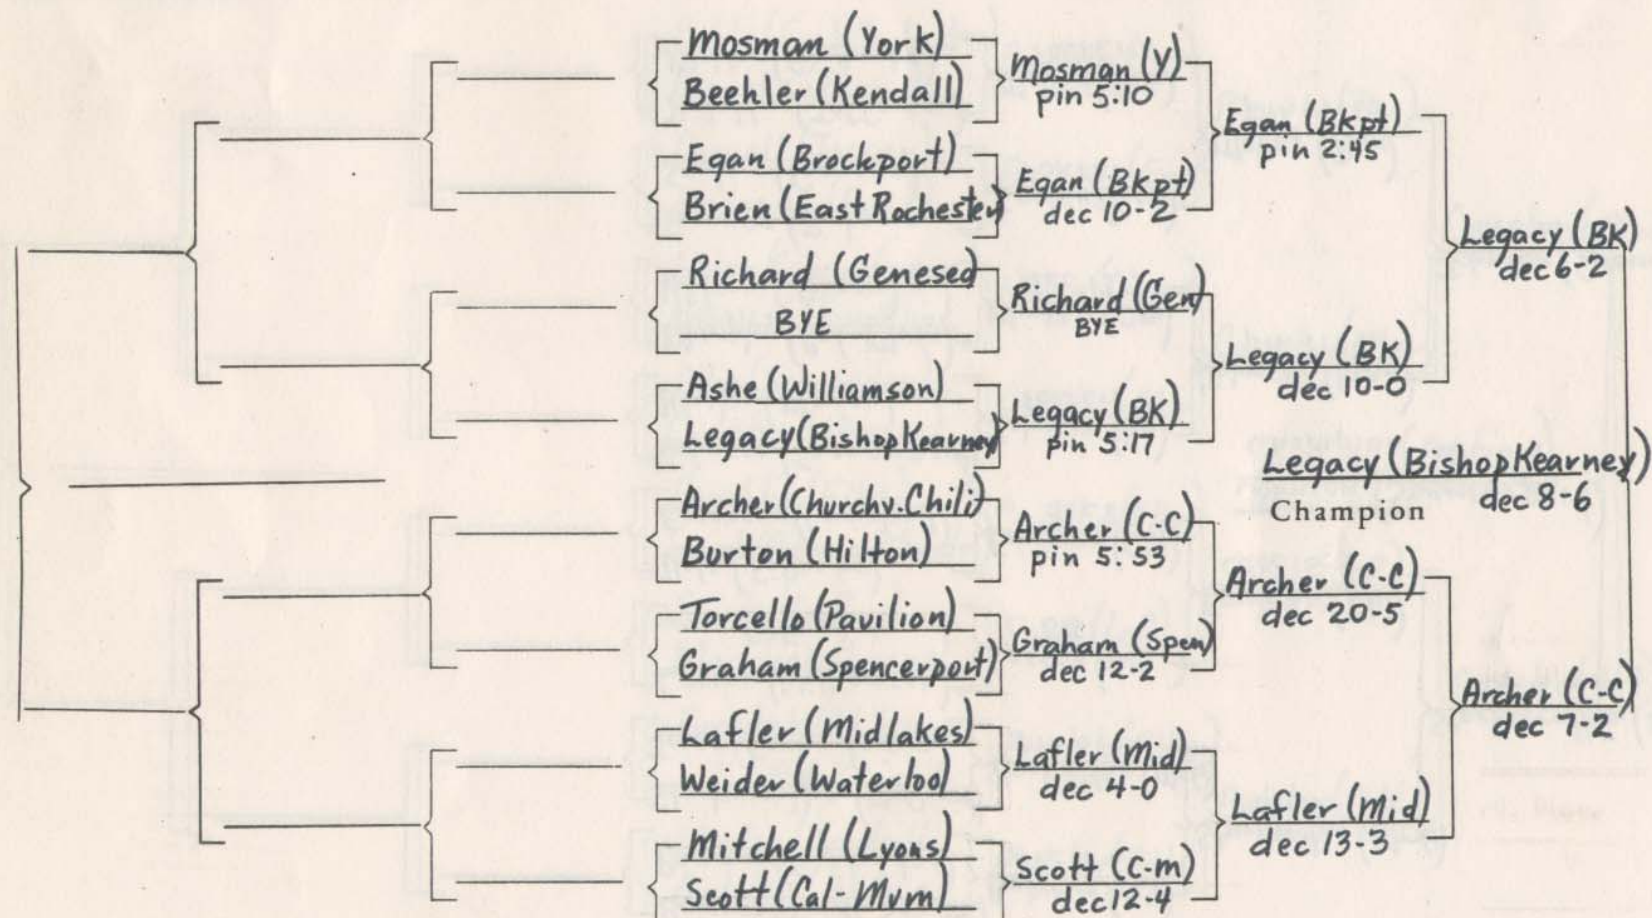 Mosman (York)
Beehler (Kendall)
Egan (Brockport)
Brien (East Rochester)
Richard (Geneseo)
BYE
Ashe (Williamson)
Legacy (Bishop Kearney)
Archer (Churchv. Chili)
Burton (Hilton)
Torcello (Pavilion)
Graham (Spencerport)
Lafler (Midlakes)
Weider (Waterloo)
Mitchell (Lyons)
Scott (Cal-Mum)
Mosman (Y)
pin 5:10
Egan (Bkpt)
dec 10-2
Richard (Gen)
BYE
Legacy (BK)
pin 5:17
Archer (C-C)
pin 5:53
Graham (Spen)
dec 12-2
Lafler (Mid)
dec 4-0
Scott (C-M)
dec 12-4
Egan (Bkpt)
pin 2:45
Legacy (BK)
dec 10-0
Archer (C-C)
dec 20-5
Lafler (Mid)
dec 13-3
Legacy (BK)
dec 6-2
Archer (C-C)
dec 7-2
Legacy (Bishop Kearney)
dec 8-6
Champion